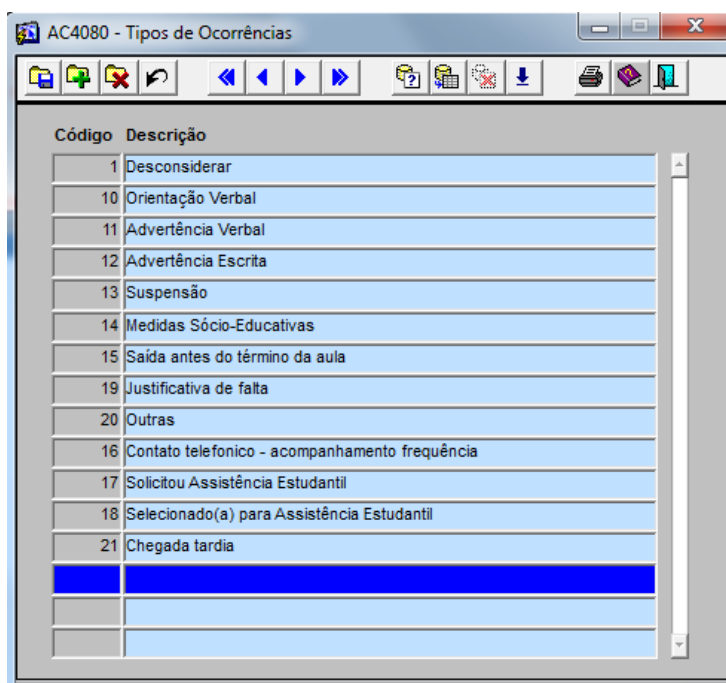 AC4080 - Tipos de Ocorrências
Código Descrição
1 Desconsiderar
10 Orientação Verbal
11 Advertência Verbal
12 Advertência Escrita
13 Suspensão
14 Medidas Sócio-Educativas
15 Saída antes do término da aula
19 Justificativa de falta
20 Outras
16 Contato telefonico - acompanhamento frequência
17 Solicitou Assistência Estudantil
18 Selecionado(a) para Assistência Estudantil
21 Chegada tardia